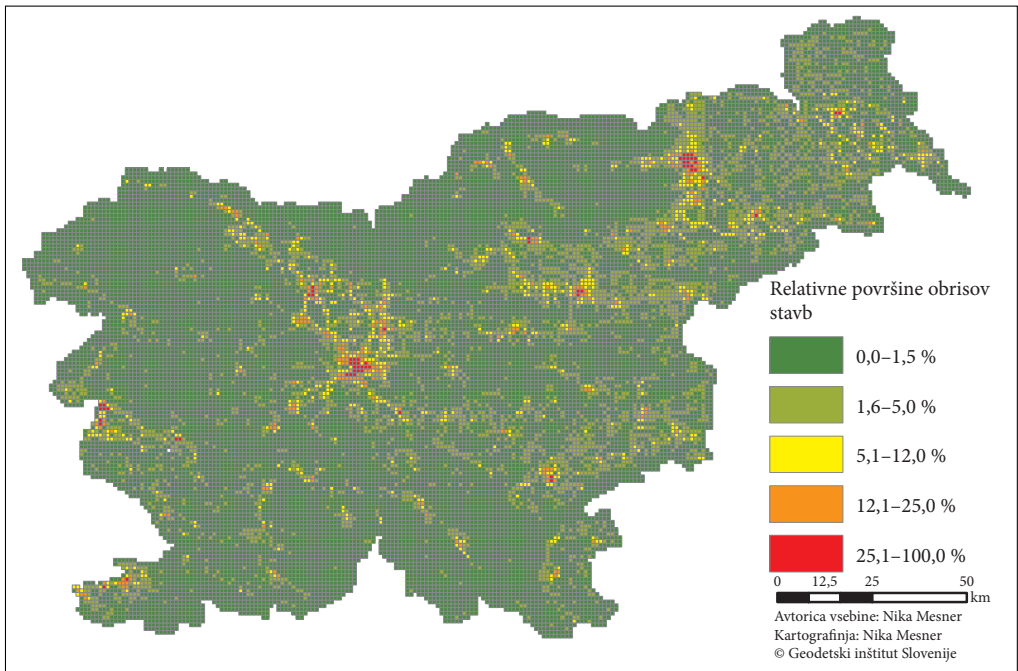 Relativne površine obrisov
stavb
0,0–1,5 %
1,6–5,0 %
5,1–12,0 %
12,1–25,0 %
25,1–100,0 %
0 12,5 25 50
km
Avtorica vsebine: Nika Mesner
Kartografinja: Nika Mesner
© Geodetski inštitut Slovenije